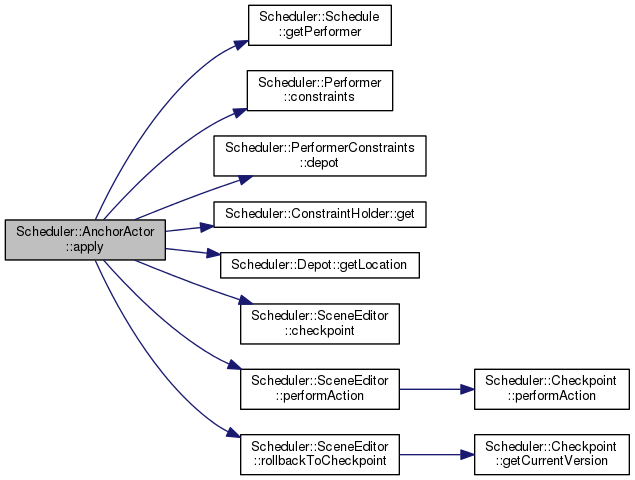 Scheduler::Schedule
::getPerformer
Scheduler::Performer
::constraints
Scheduler::PerformerConstraints
::depot
Scheduler::AnchorActor
::apply
Scheduler::ConstraintHolder::get
Scheduler::Depot::getLocation
Scheduler::SceneEditor
::checkpoint
Scheduler::SceneEditor
::performAction
Scheduler::Checkpoint
::performAction
Scheduler::SceneEditor
::rollbackToCheckpoint
Scheduler::Checkpoint
::getCurrentVersion